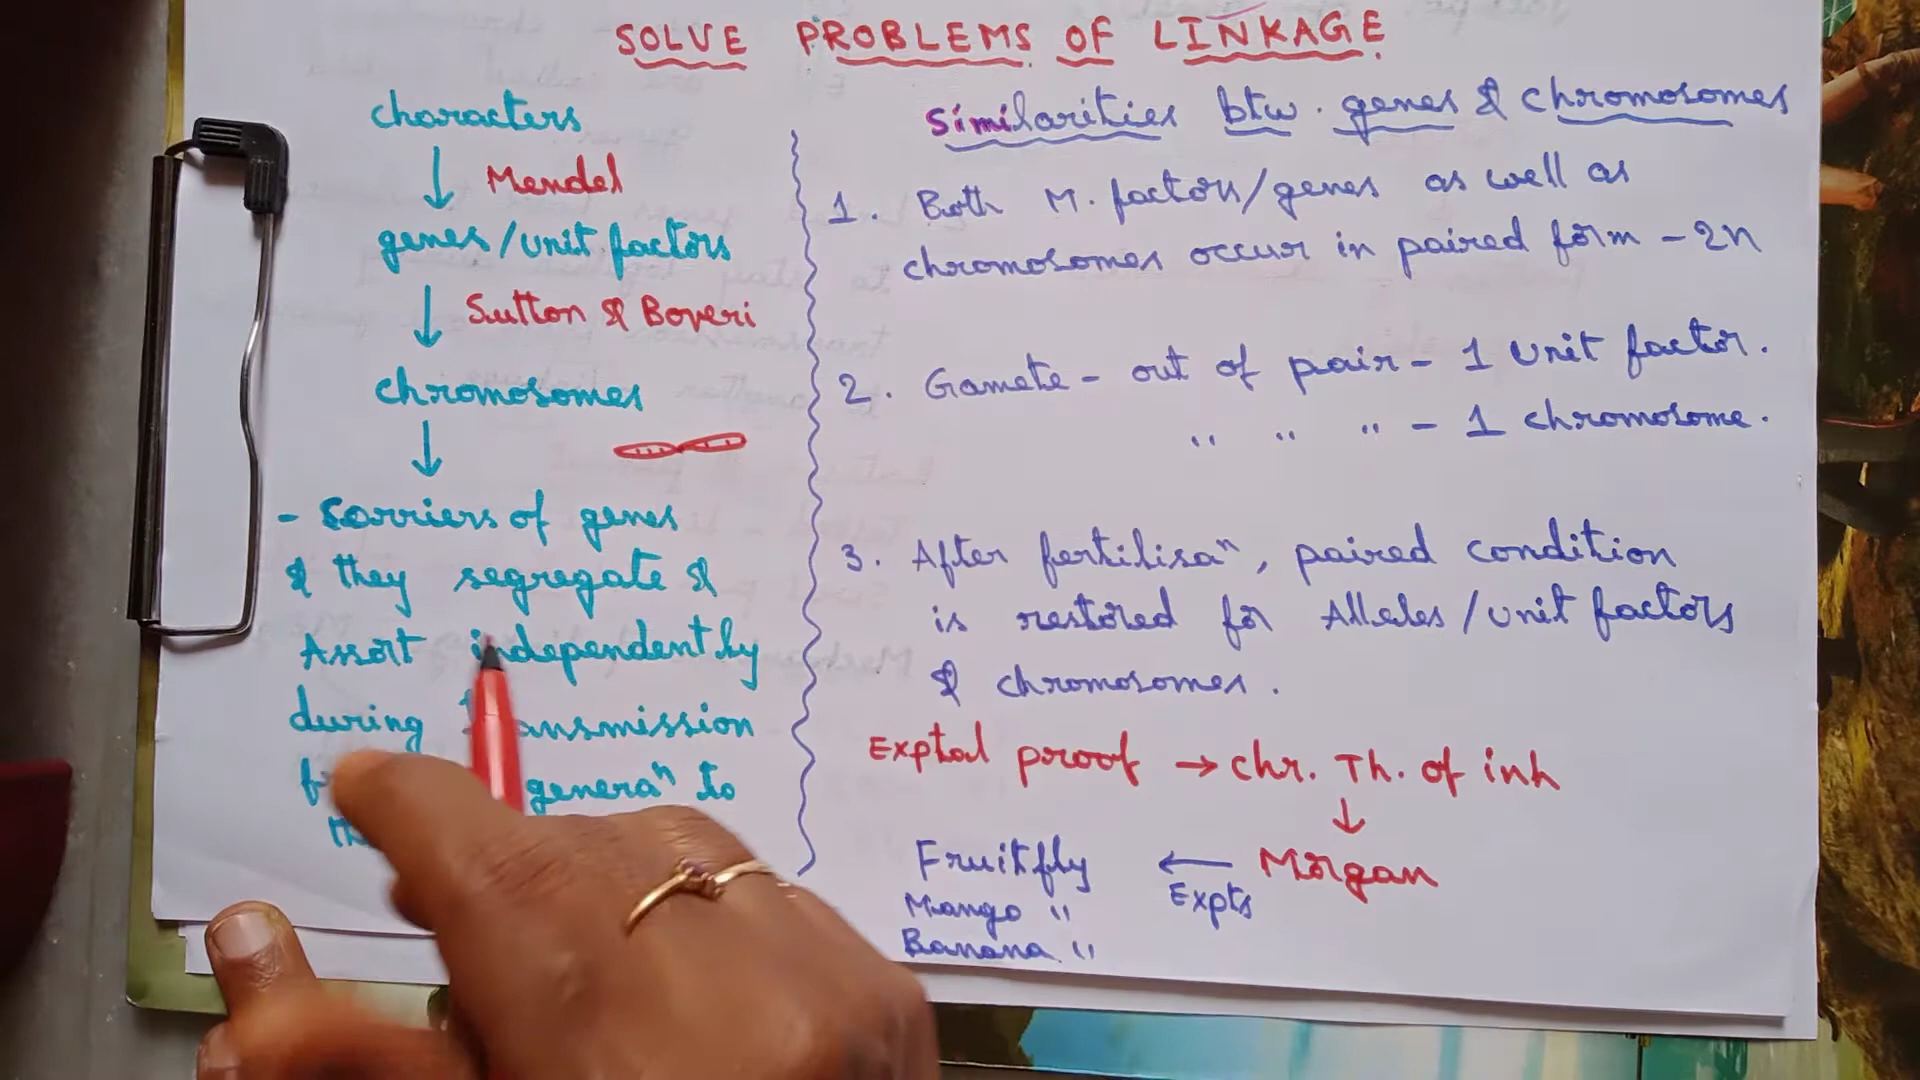 SOLVE PROBLEMS OF LINKAGE
characters
Mendel
genes/unit factors
Sutton & Boveri
chromosomes
- carriers of genes
& they segregate &
Assort independently
during transmission
genera^n to
Similarities btw. genes & chromosomes
1. Both M. factors/genes as well as
chromosomes occur in paired form - 2n
2. Gamete - out of pair - 1 unit factor.
" " " - 1 chromosome.
3. After fertilisa^n, paired condition
is restored for Alleles/unit factors
& chromosomes.
Exptal proof → chr. Th. of inh
↓
Fruitfly ← Morgan
Expts
Mango "
Banana "